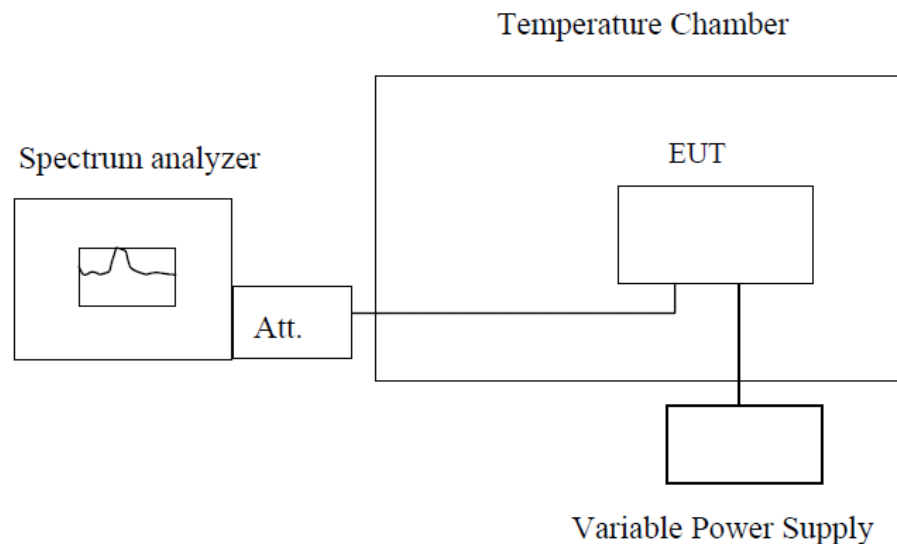 Temperature Chamber
Spectrum analyzer
EUT
Att.
Variable Power Supply